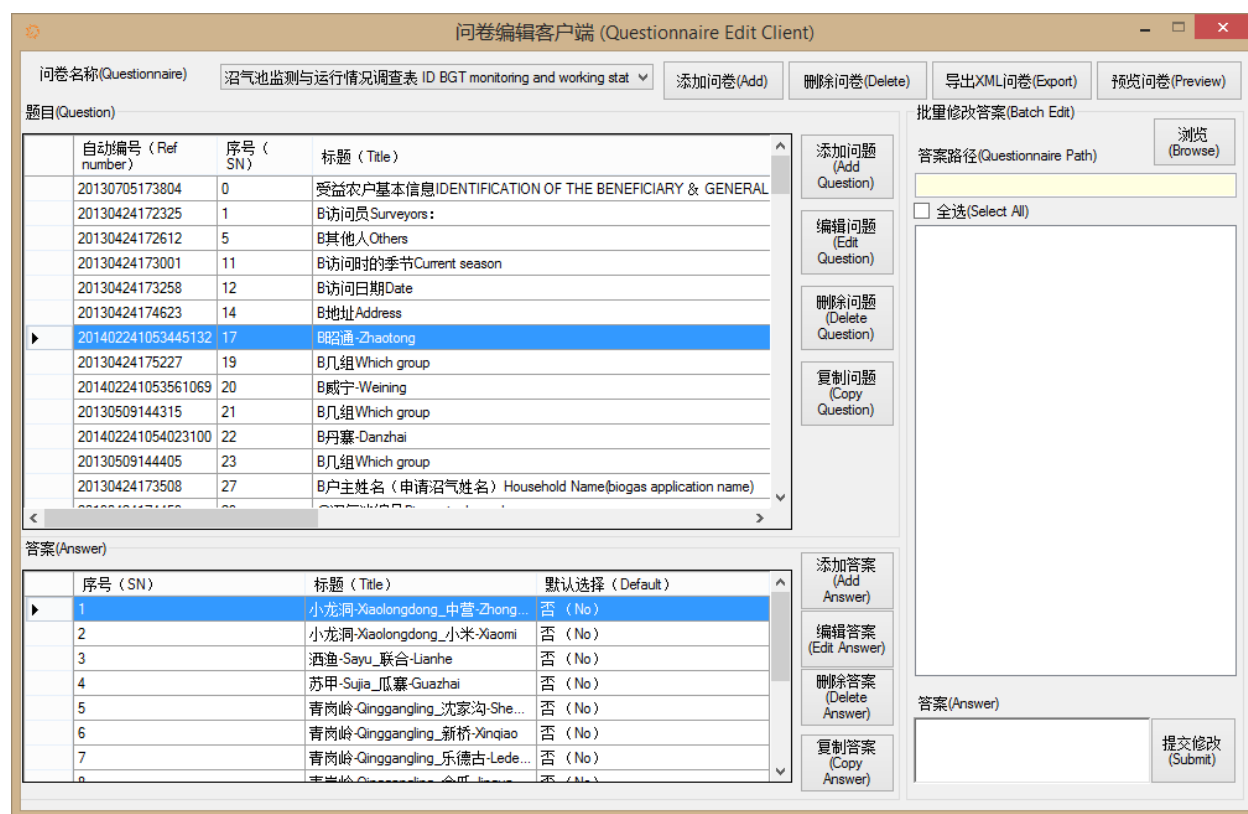 问卷编辑客户端 (Questionnaire Edit Client)
问卷名称(Questionnaire)
沼气池监测与运行情况调查表 ID BGT monitoring and working stat
添加问卷(Add)
删除问卷(Delete)
导出XML问卷(Export)
预览问卷(Preview)
题目(Question)
自动编号（Ref number） 序号（SN） 标题（Title）
20130705173804 0 受益农户基本信息IDENTIFICATION OF THE BENEFICIARY & GENERAL
20130424172325 1 B访问员Surveyors：
20130424172612 5 B其他人Others
20130424173001 11 B访问时的季节Current season
20130424173258 12 B访问日期Date
20130424174623 14 B地址Address
201402241053445132 17 B昭通-Zhaotong
20130424175227 19 B几组Which group
201402241053561069 20 B威宁-Weining
20130509144315 21 B几组Which group
201402241054023100 22 B丹寨-Danzhai
20130509144405 23 B几组Which group
20130424173508 27 B户主姓名（申请沼气姓名）Household Name(biogas application name)
添加问题
(Add
Question)
编辑问题
(Edit
Question)
删除问题
(Delete
Question)
复制问题
(Copy
Question)
答案(Answer)
序号（SN） 标题（Title） 默认选择（Default）
1 小龙洞-Xiaolongdong_中营-Zhong... 否（No）
2 小龙洞-Xiaolongdong_小米-Xiaomi 否（No）
3 洒渔-Sayu_联合-Lianhe 否（No）
4 苏甲-Sujia_瓜寨-Guazhai 否（No）
5 青岗岭-Qinggangling_沈家沟-She... 否（No）
6 青岗岭-Qinggangling_新桥-Xinqiao 否（No）
7 青岗岭-Qinggangling_乐德古-Lede... 否（No）
添加答案
(Add
Answer)
编辑答案
(Edit Answer)
删除答案
(Delete
Answer)
复制答案
(Copy
Answer)
批量修改答案(Batch Edit)
浏览
(Browse)
答案路径(Questionnaire Path)
全选(Select All)
答案(Answer)
提交修改
(Submit)